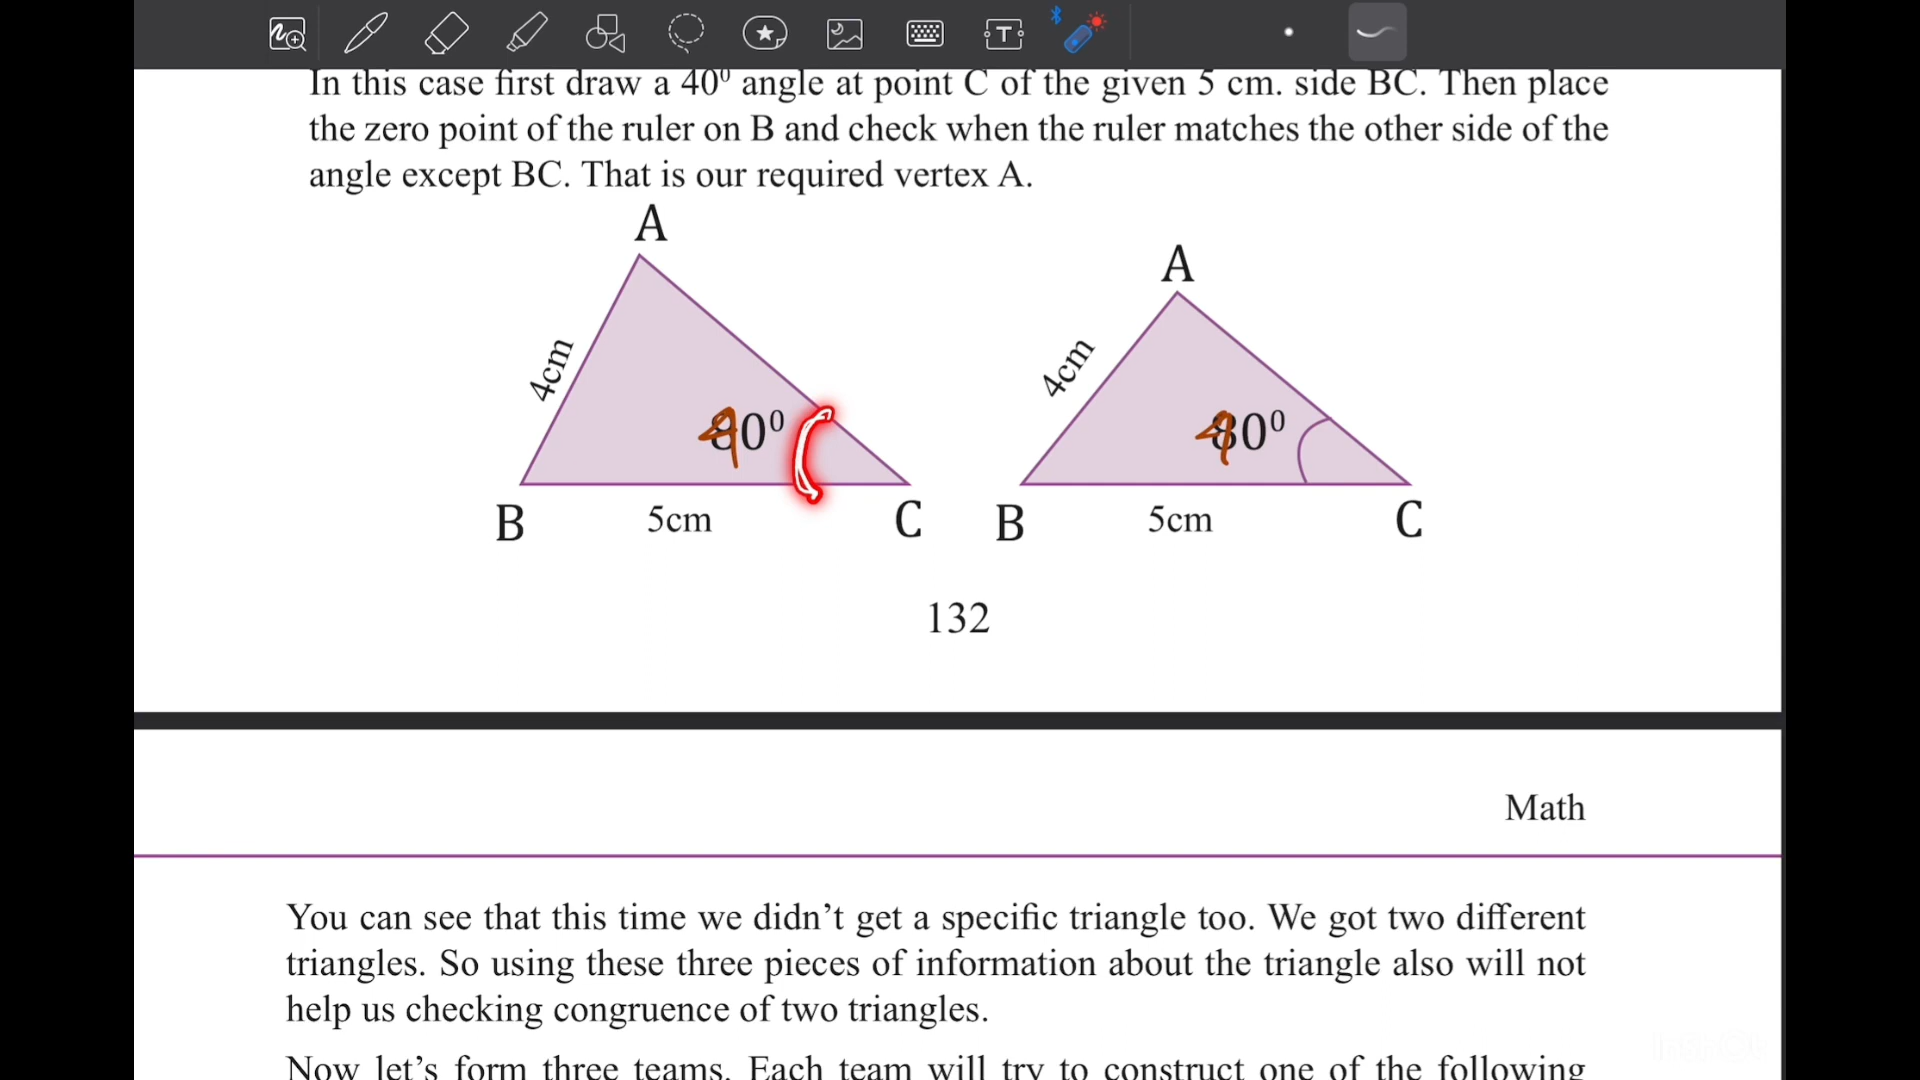 In this case first draw a 40⁰ angle at point C of the given 5 cm. side BC. Then place
the zero point of the ruler on B and check when the ruler matches the other side of the
angle except BC. That is our required vertex A.
A
A
4cm
4cm
40⁰
40⁰
B
5cm
C
B
5cm
C
132
Math
You can see that this time we didn’t get a specific triangle too. We got two different
triangles. So using these three pieces of information about the triangle also will not
help us checking congruence of two triangles.
Now let’s form three teams. Each team will try to construct one of the following